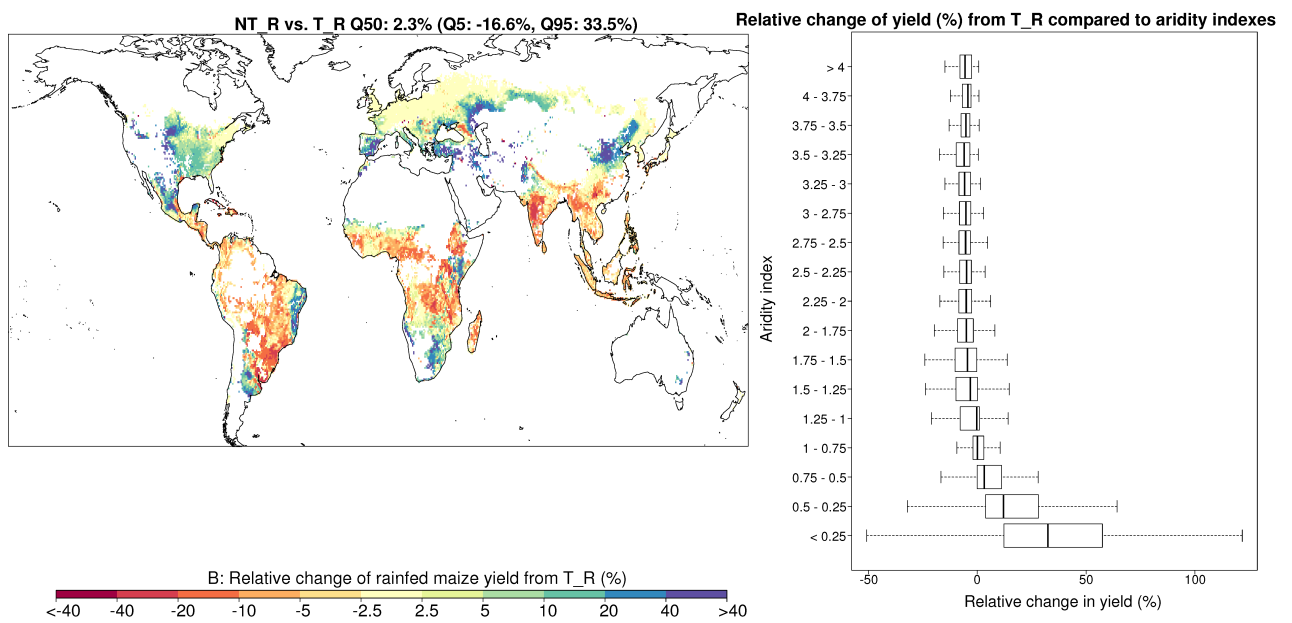 NT_R vs. T_R Q50: 2.3% (Q5: -16.6%, Q95: 33.5%)
B: Relative change of rainfed maize yield from T_R (%)
<-40 -40 -20 -10 -5 -2.5 2.5 5 10 20 40 >40
Relative change of yield (%) from T_R compared to aridity indexes
Aridity index
> 4
4 - 3.75
3.75 - 3.5
3.5 - 3.25
3.25 - 3
3 - 2.75
2.75 - 2.5
2.5 - 2.25
2.25 - 2
2 - 1.75
1.75 - 1.5
1.5 - 1.25
1.25 - 1
1 - 0.75
0.75 - 0.5
0.5 - 0.25
< 0.25
-50 0 50 100
Relative change in yield (%)